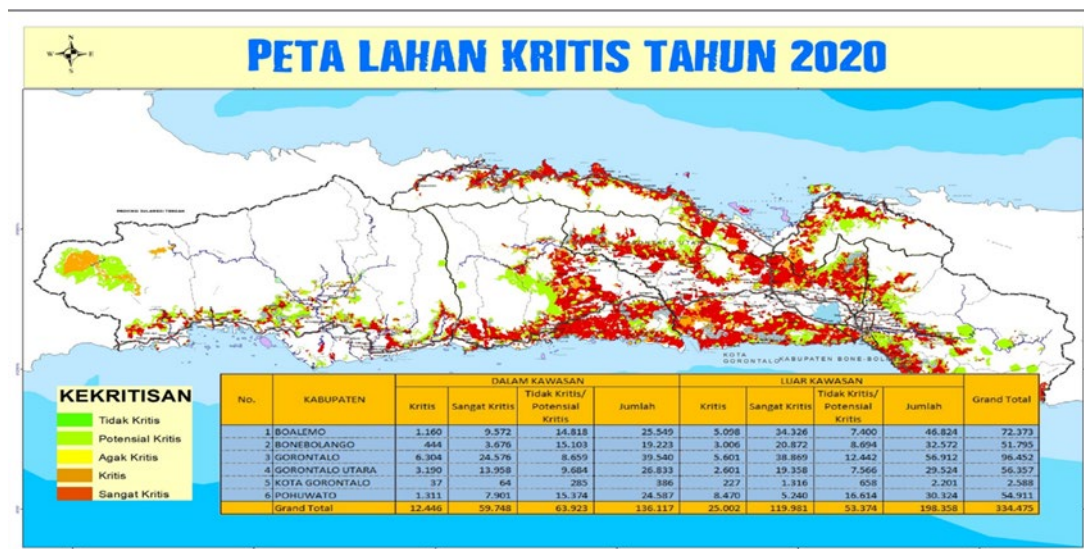 N
W E
S
PETA LAHAN KRITIS TAHUN 2020
KOTA
GORONTALO KABUPATEN BONE-BOL
KEKRITISAN
Tidak Kritis
Potensial Kritis
Agak Kritis
Kritis
Sangat Kritis
No. KABUPATEN DALAM KAWASAN LUAR KAWASAN Grand Total
Kritis Sangat Kritis Tidak Kritis/ Potensial Kritis Jumlah Kritis Sangat Kritis Tidak Kritis/ Potensial Kritis Jumlah
1 BOALEMO 1.160 9.572 14.818 25.549 5.098 34.326 7.400 46.824 72.373
2 BONEBOLANGO 444 3.676 15.103 19.223 3.006 20.872 8.694 32.572 51.795
3 GORONTALO 6.304 24.576 8.659 39.540 5.601 38.869 12.442 56.912 96.452
4 GORONTALO UTARA 3.190 13.958 9.684 26.833 2.601 19.358 7.566 29.524 56.357
5 KOTA GORONTALO 37 64 285 386 227 1.316 658 2.201 2.588
6 POHUWATO 1.311 7.901 15.374 24.587 8.470 5.240 16.614 30.324 54.911
Grand Total 12.446 59.748 63.923 136.117 25.002 119.981 53.374 198.358 334.475